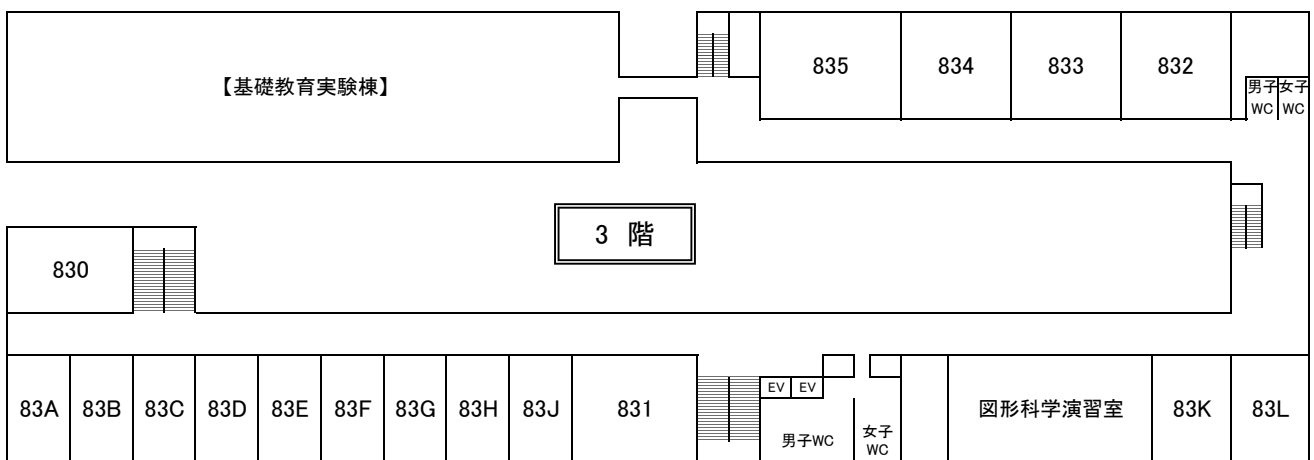 【基礎教育実験棟】
835
834
833
832
男子
WC
女子
WC
3 階
830
83A
83B
83C
83D
83E
83F
83G
83H
83J
831
EV
EV
男子WC
女子
WC
図形科学演習室
83K
83L